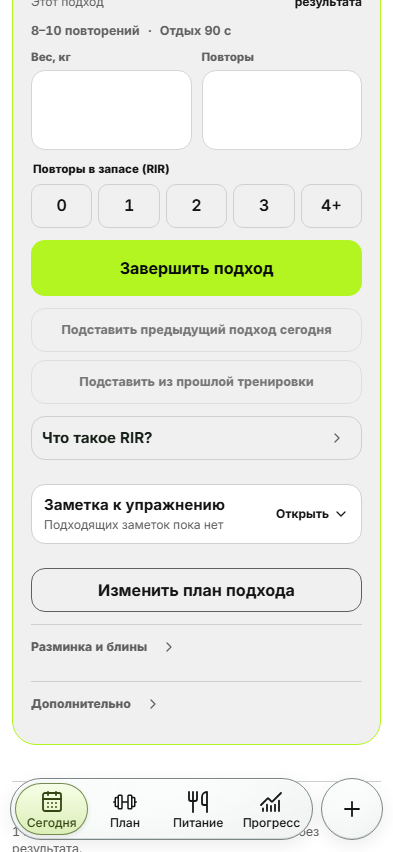 Этот подход
результата
8–10 повторений · Отдых 90 с
Вес, кг
Повторы
Повторы в запасе (RIR)
0 1 2 3 4+
Завершить подход
Подставить предыдущий подход сегодня
Подставить из прошлой тренировки
Что такое RIR?
Заметка к упражнению
Подходящих заметок пока нет
Открыть
Изменить план подхода
Разминка и блины
Дополнительно
Сегодня
План
Питание
Прогресс
результата.